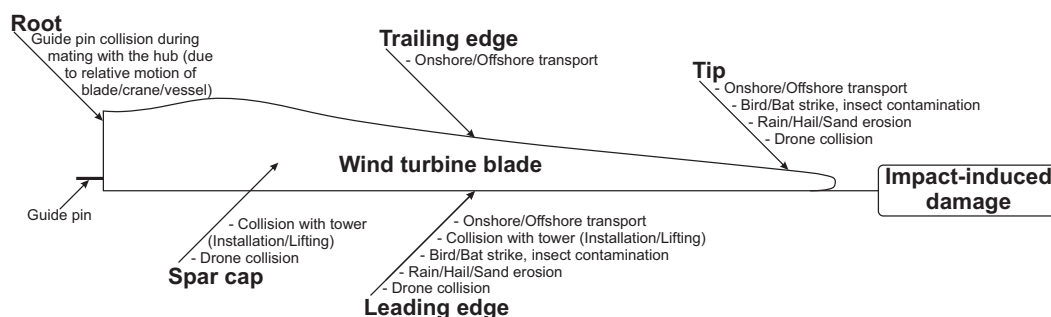 Root
Guide pin collision during
mating with the hub (due
to relative motion of
blade/crane/vessel)
Trailing edge
- Onshore/Offshore transport
Tip
- Onshore/Offshore transport
- Bird/Bat strike, insect contamination
- Rain/Hail/Sand erosion
- Drone collision
Wind turbine blade
Impact-induced
damage
Guide pin
- Collision with tower
(Installation/Lifting)
- Drone collision
Spar cap
- Onshore/Offshore transport
- Collision with tower (Installation/Lifting)
- Bird/Bat strike, insect contamination
- Rain/Hail/Sand erosion
- Drone collision
Leading edge